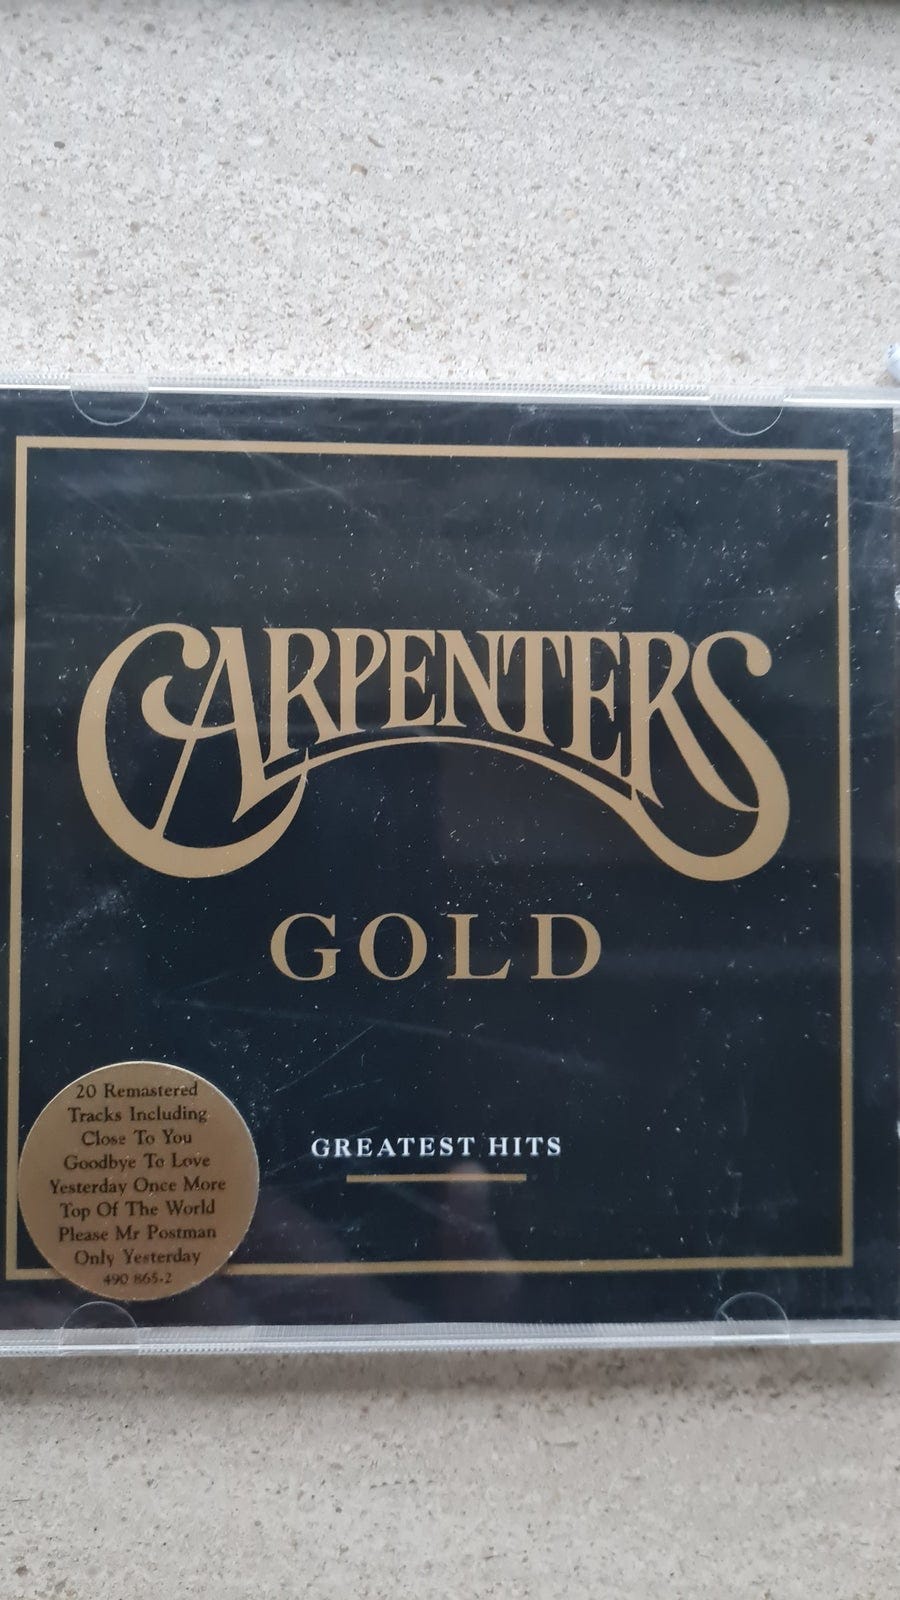 CARPENTERS
GOLD
GREATEST HITS
20 Remastered
Tracks Including
Close To You
Goodbye To Love
Yesterday Once More
Top Of The World
Please Mr Postman
Only Yesterday
490 865-2